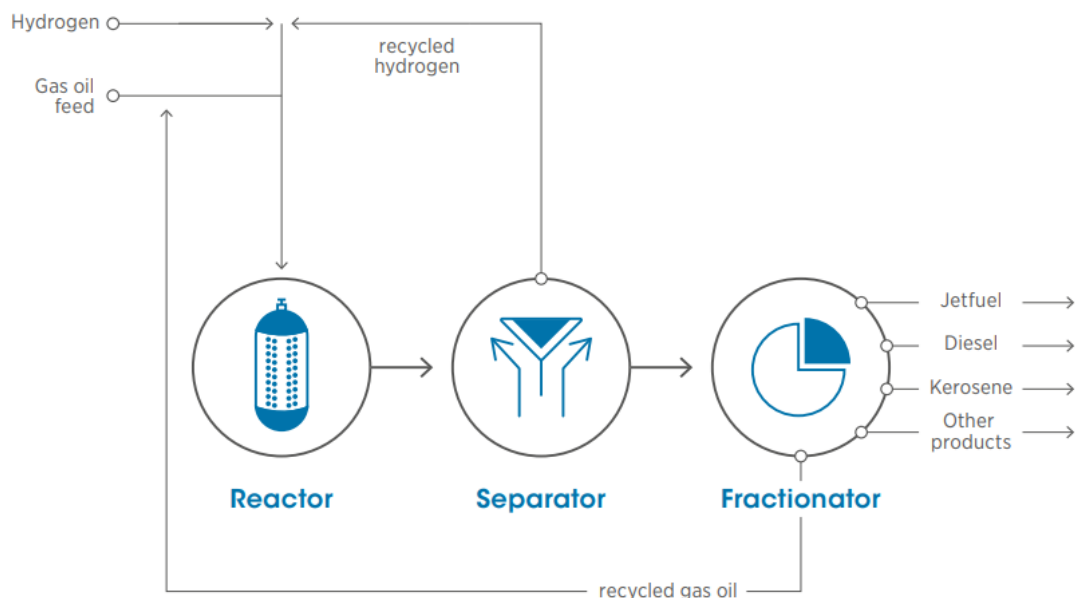 Hydrogen
recycled
hydrogen
Gas oil
feed
Jetfuel
Diesel
Kerosene
Other
products
Reactor
Separator
Fractionator
recycled gas oil